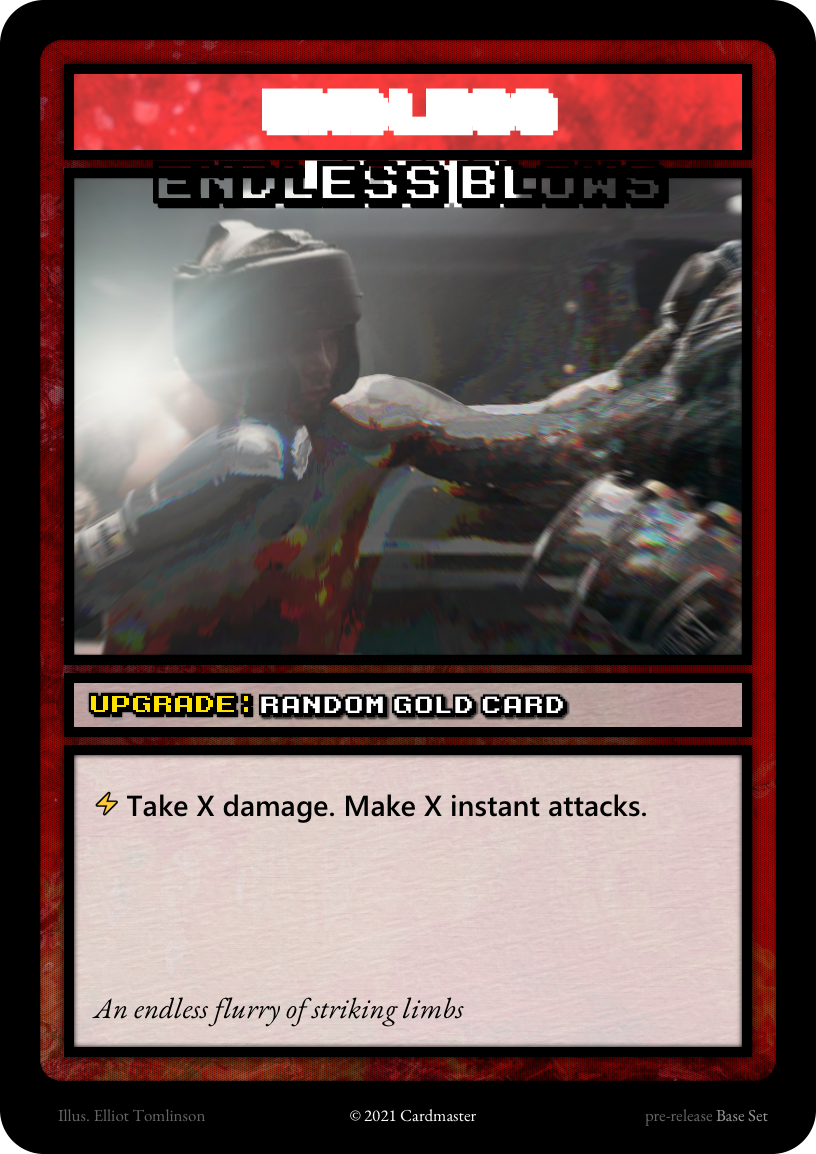 ENDLESS BLOWS
UPGRADE: RANDOM GOLD CARD
⚡ Take X damage. Make X instant attacks.
An endless flurry of striking limbs
Illus. Elliot Tomlinson
© 2021 Cardmaster
pre-release Base Set